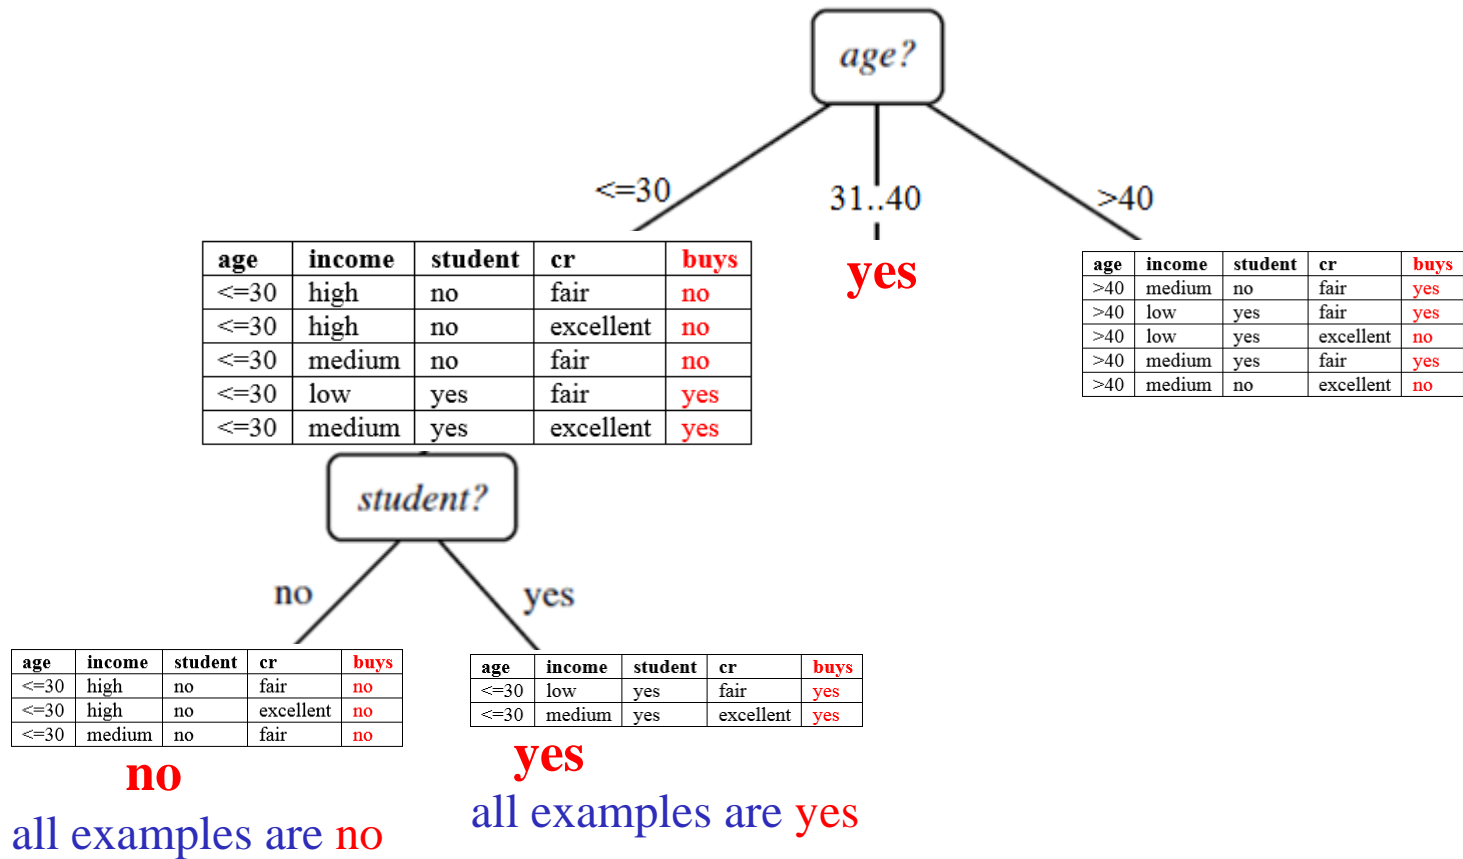 age?
<=30
31..40
>40
age income student cr buys
<=30 high no fair no
<=30 high no excellent no
<=30 medium no fair no
<=30 low yes fair yes
<=30 medium yes excellent yes
yes
age income student cr buys
>40 medium no fair yes
>40 low yes fair yes
>40 low yes excellent no
>40 medium yes fair yes
>40 medium no excellent no
student?
no
yes
age income student cr buys
<=30 high no fair no
<=30 high no excellent no
<=30 medium no fair no
no
all examples are no
age income student cr buys
<=30 low yes fair yes
<=30 medium yes excellent yes
yes
all examples are yes